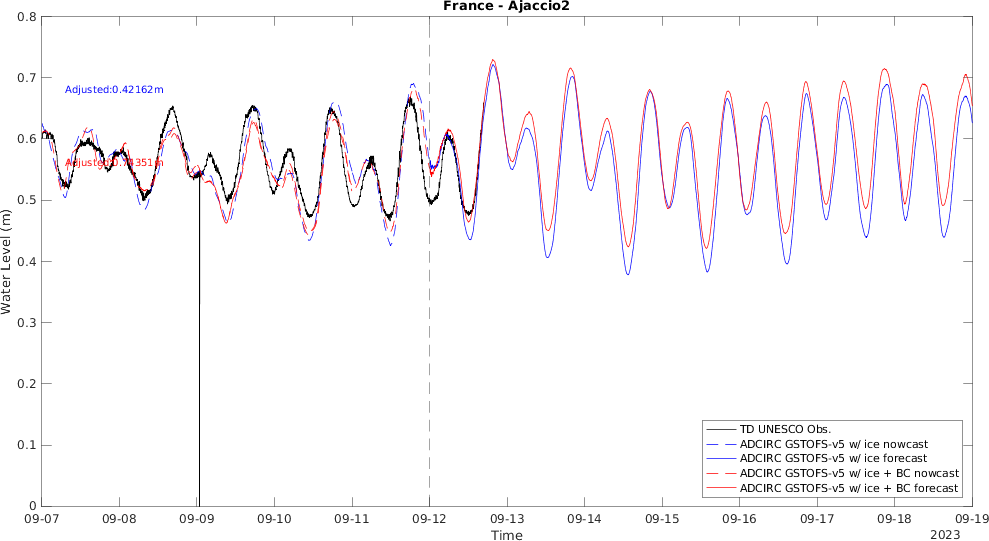 France - Ajaccio2
0.8
0.7
0.6
0.5
0.4
0.3
0.2
0.1
0
Water Level (m)
Adjusted:0.42162m
TD UNESCO Obs.
ADCIRC GSTOFS-v5 w/ ice nowcast
ADCIRC GSTOFS-v5 w/ ice forecast
ADCIRC GSTOFS-v5 w/ ice + BC nowcast
ADCIRC GSTOFS-v5 w/ ice + BC forecast
09-07 09-08 09-09 09-10 09-11 09-12 09-13 09-14 09-15 09-16 09-17 09-18 09-19
Time
2023